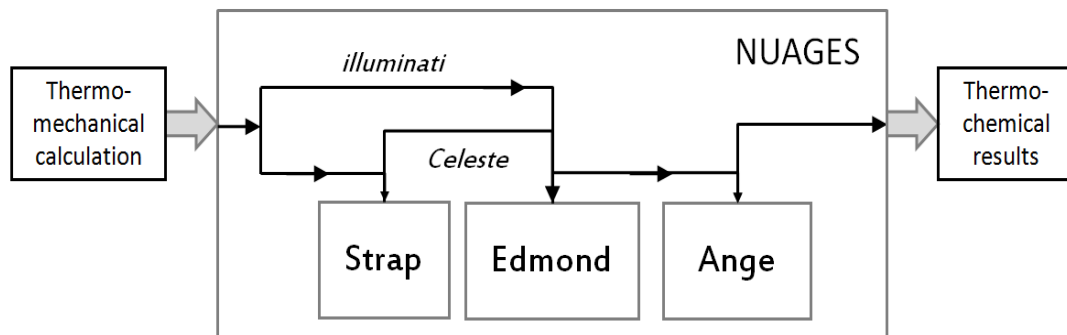 NUAGES
Thermo-
mechanical
calculation
illuminati
Celeste
Thermo-
chemical
results
Strap
Edmond
Ange